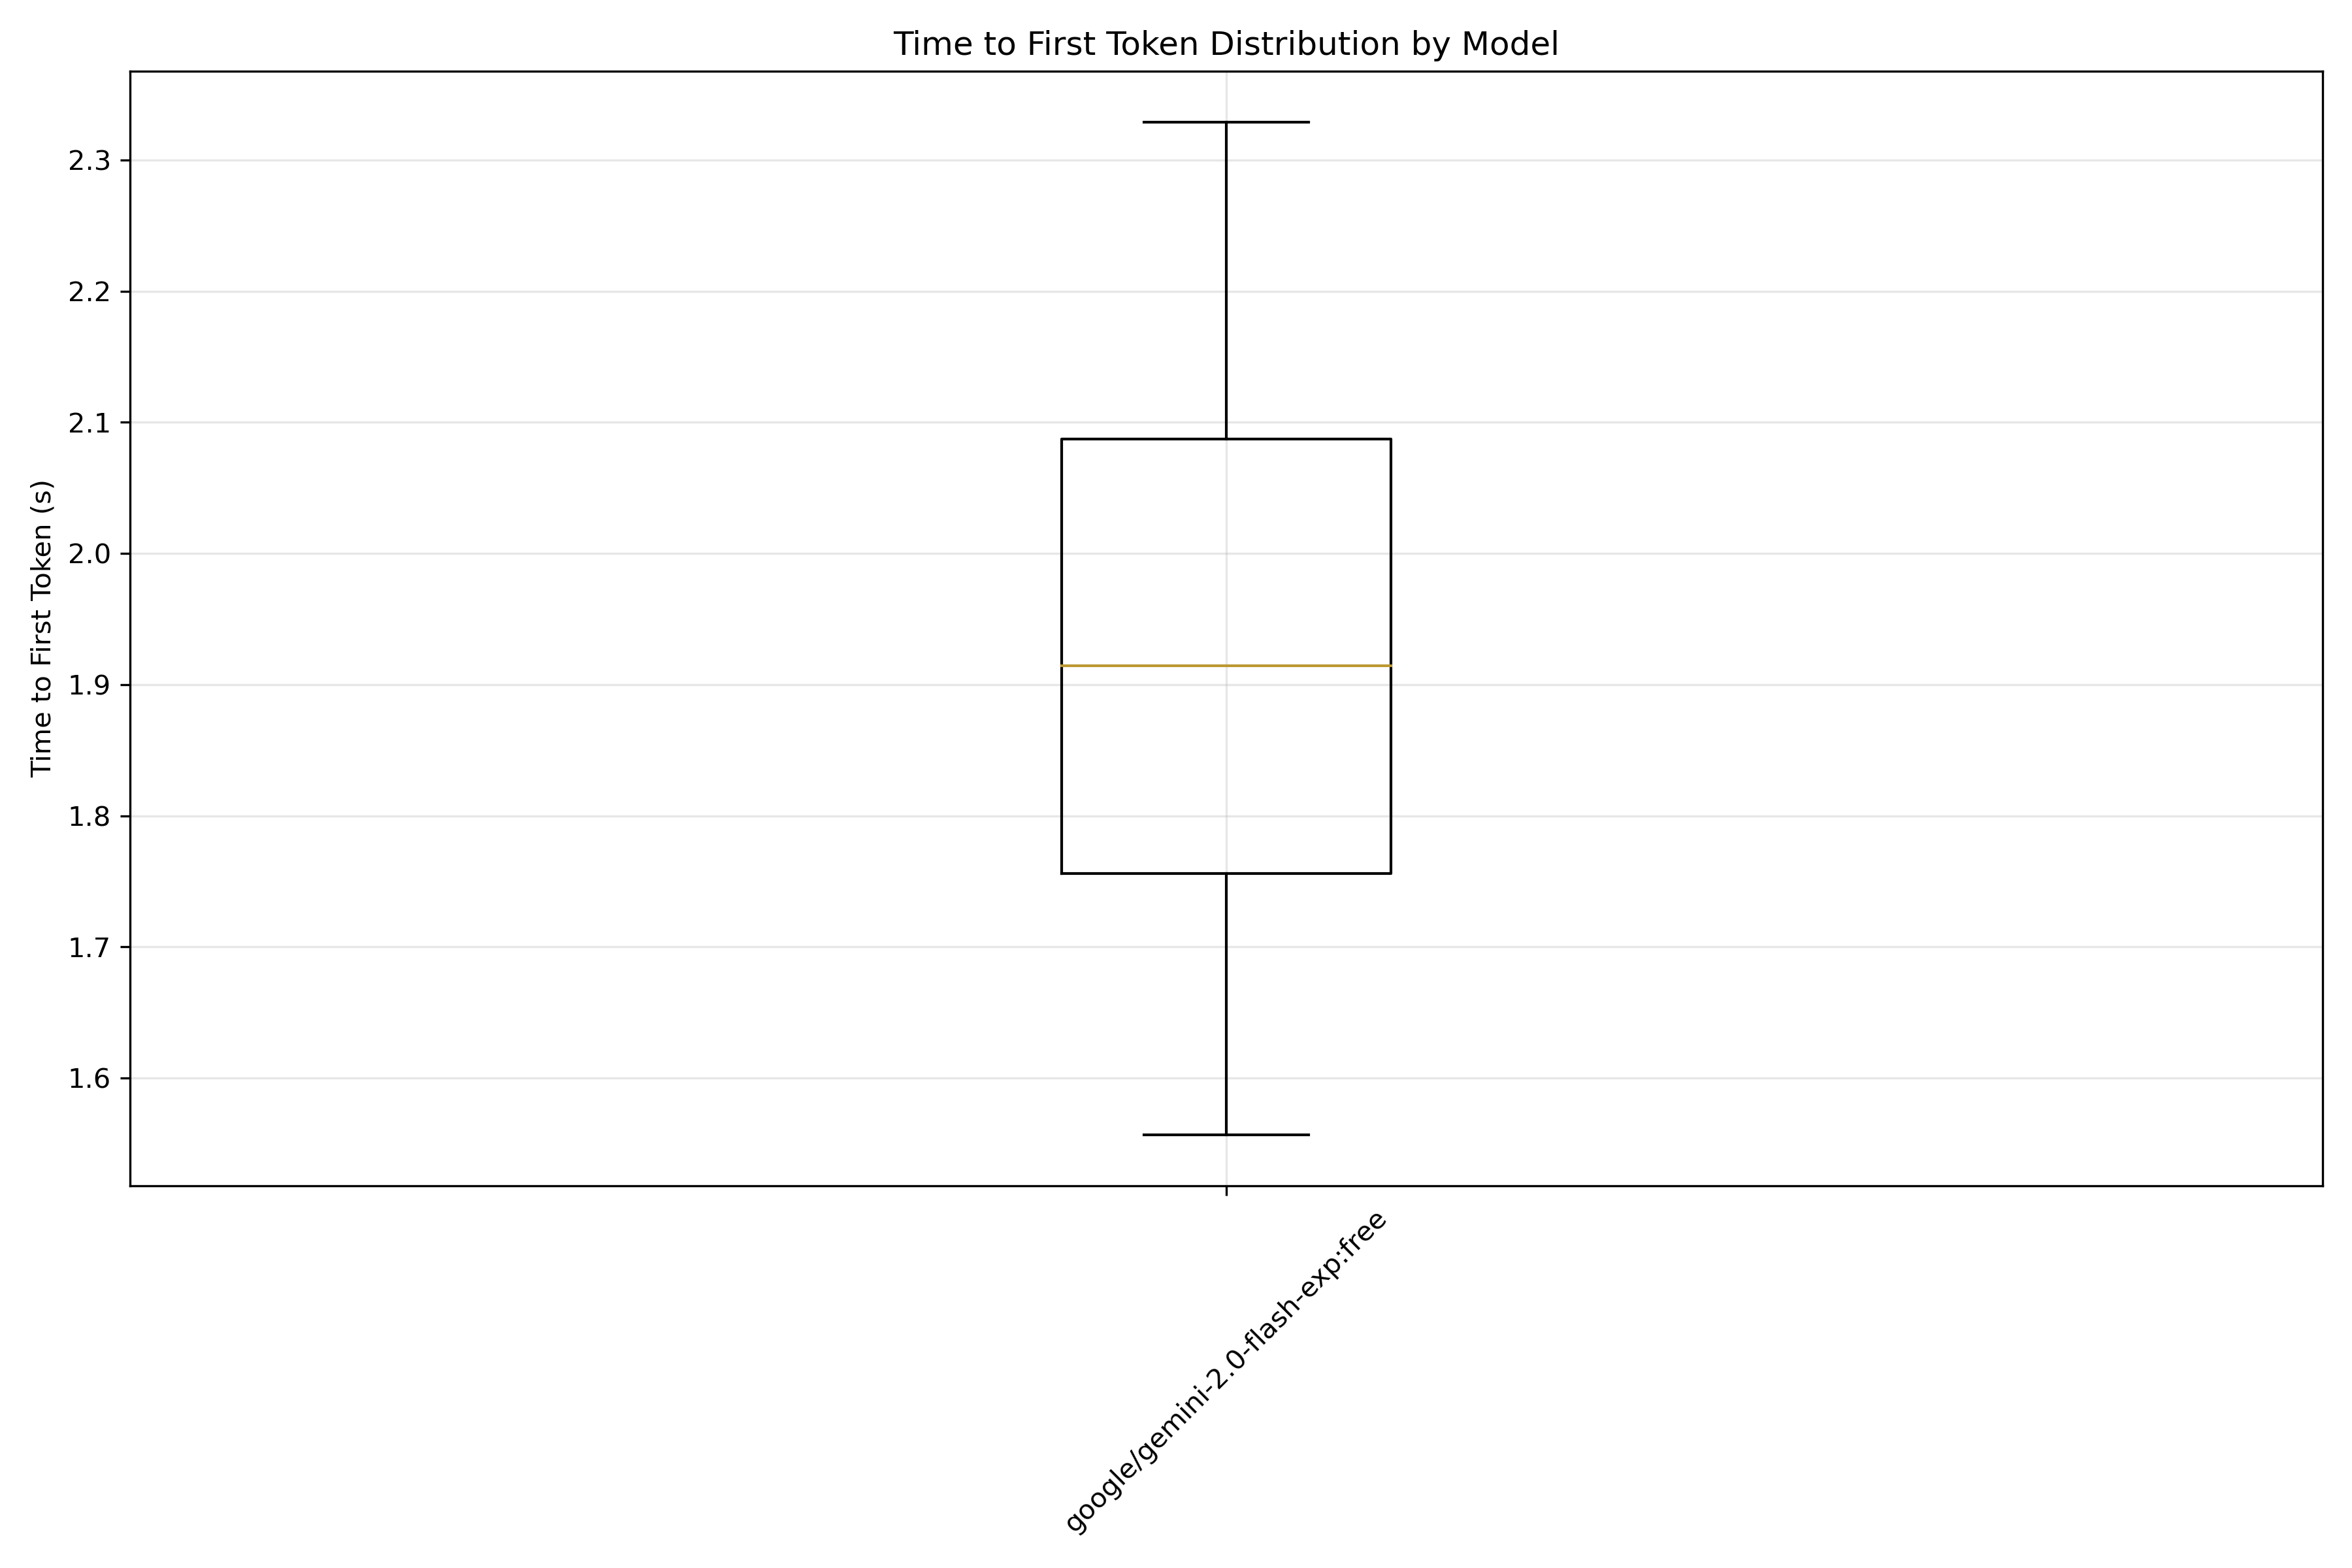 Time to First Token Distribution by Model
Time to First Token (s)
2.3
2.2
2.1
2.0
1.9
1.8
1.7
1.6
google/gemini-2.0-flash-exp:free